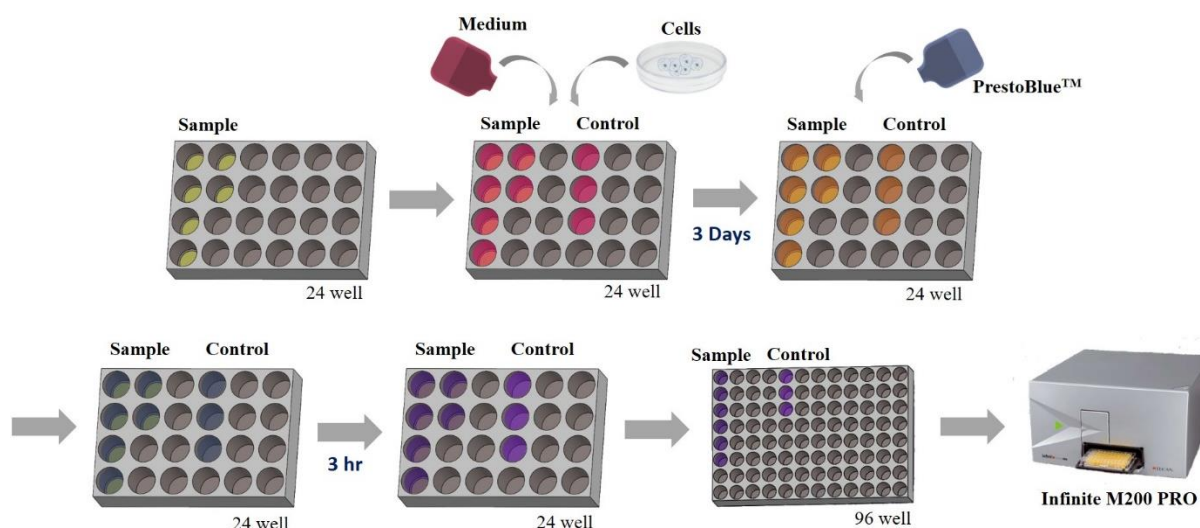 Medium
Cells
PrestoBlue™
Sample
Sample Control
Sample Control
3 Days
24 well
24 well
24 well
Sample Control
Sample Control
Sample Control
3 hr
24 well
24 well
96 well
Infinite M200 PRO